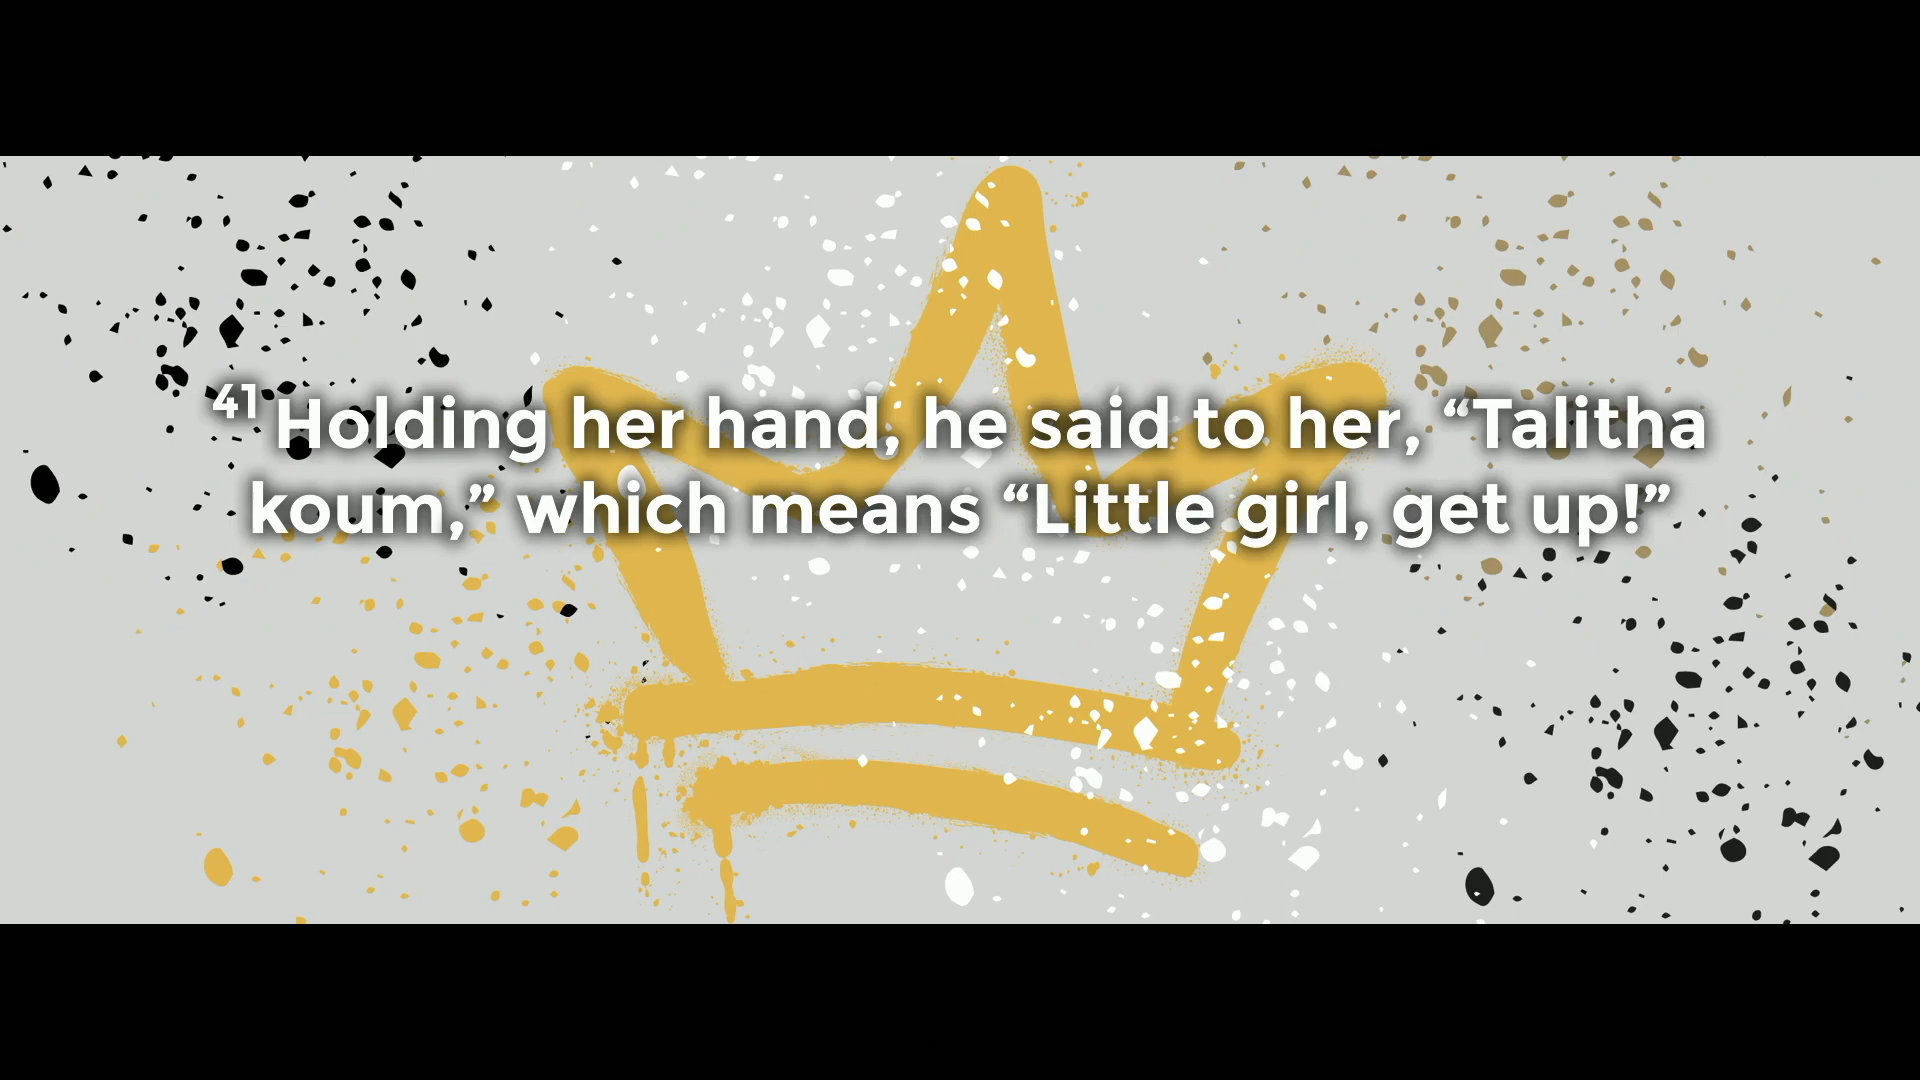 41 Holding her hand, he said to her, “Talitha
koum,” which means “Little girl, get up!”